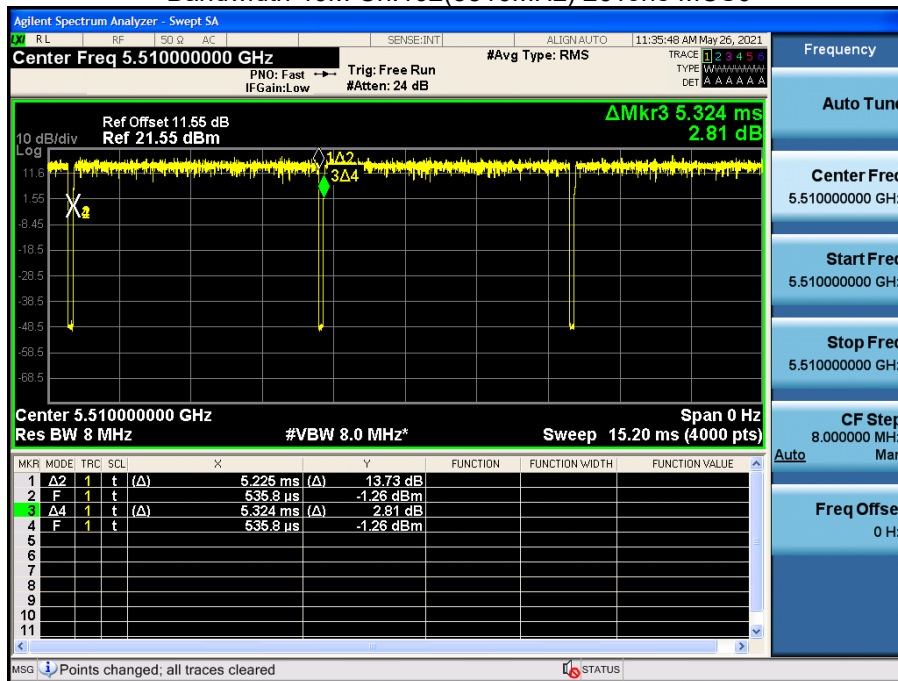 Agilent Spectrum Analyzer - Swept SA
LXI RL RF 50 Ω AC SENSE:INT ALIGN AUTO 11:35:48 AM May 26, 2021
Center Freq 5.510000000 GHz #Avg Type: RMS TRACE 1 2 3 4 5 6
PNO: Fast Trig: Free Run TYPE WWWWWW
IFGain:Low #Atten: 24 dB DET A A A A A A
Frequency
Auto Tune
Ref Offset 11.55 dB ΔMkr3 5.324 ms
10 dB/div Ref 21.55 dBm 2.81 dB
Log
1Δ2
11.6 3Δ4
1.55
-8.45
-18.5
-28.5
-38.5
-48.5
-58.5
-68.5
Center Freq
5.510000000 GHz
Start Freq
5.510000000 GHz
Stop Freq
5.510000000 GHz
Center 5.510000000 GHz Span 0 Hz
Res BW 8 MHz #VBW 8.0 MHz* Sweep 15.20 ms (4000 pts)
CF Step
8.000000 MHz
Auto Man
Freq Offset
0 Hz
MKR MODE TRC SCL X Y FUNCTION FUNCTION WIDTH FUNCTION VALUE
1 Δ2 1 t (Δ) 5.225 ms (Δ) 13.73 dB
2 F 1 t 535.8 µs -1.26 dBm
3 Δ4 1 t (Δ) 5.324 ms (Δ) 2.81 dB
4 F 1 t 535.8 µs -1.26 dBm
5
6
7
8
9
10
11
MSG Points changed; all traces cleared STATUS